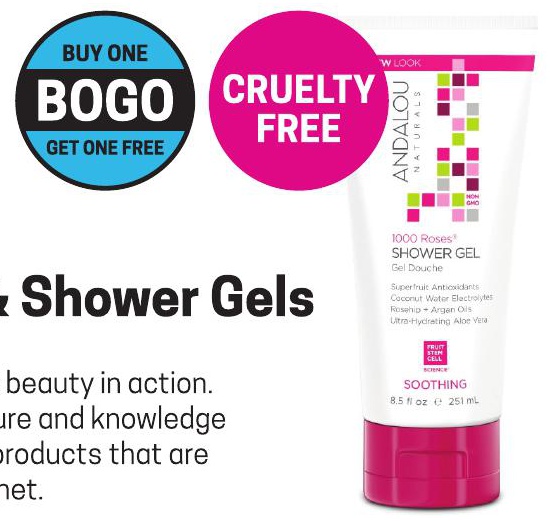 BUY ONE
BOGO
GET ONE FREE
CRUELTY
FREE
LOOK
ANDALOU
NATURALS
NON
GMO
1000 Roses®
SHOWER GEL
Gel Douche
Superfruit Antioxidants
Coconut Water Electrolytes
Rosehip + Argan Oils
Ultra-Hydrating Aloe Vera
FRUIT
STEM
CELL
SCIENCE®
SOOTHING
8.5 fl oz ℮ 251 mL
& Shower Gels
beauty in action.
ure and knowledge
products that are
net.